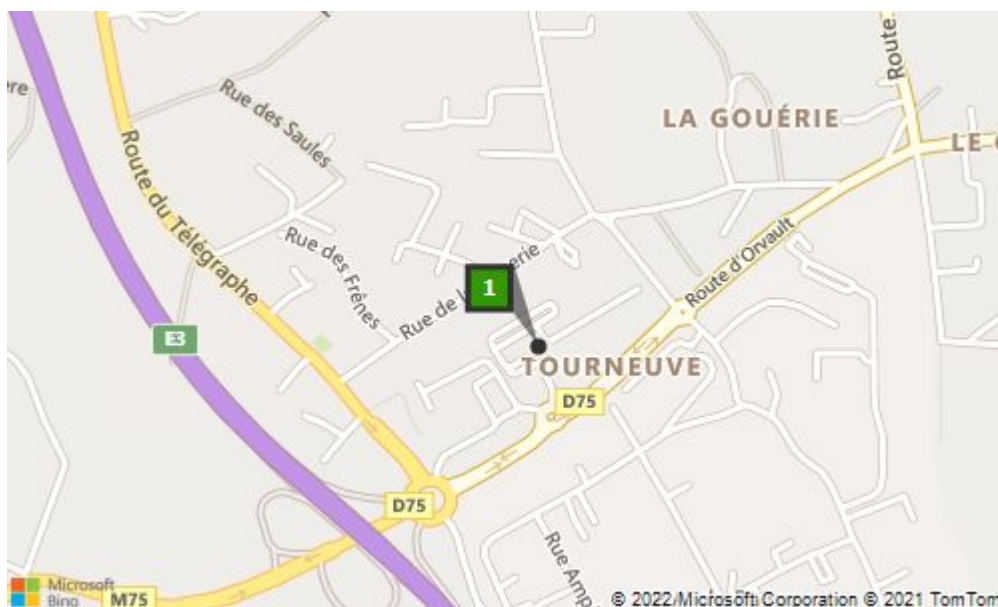 Route
Rue des Saules
LA GOUÉRIE
Route du Télégraphe
Rue des Frênes
Route d'Orvault
1
E3
TOURNEUVE
D75
D75
Microsoft
Bing
M75
© 2022 Microsoft Corporation © 2021 TomTom